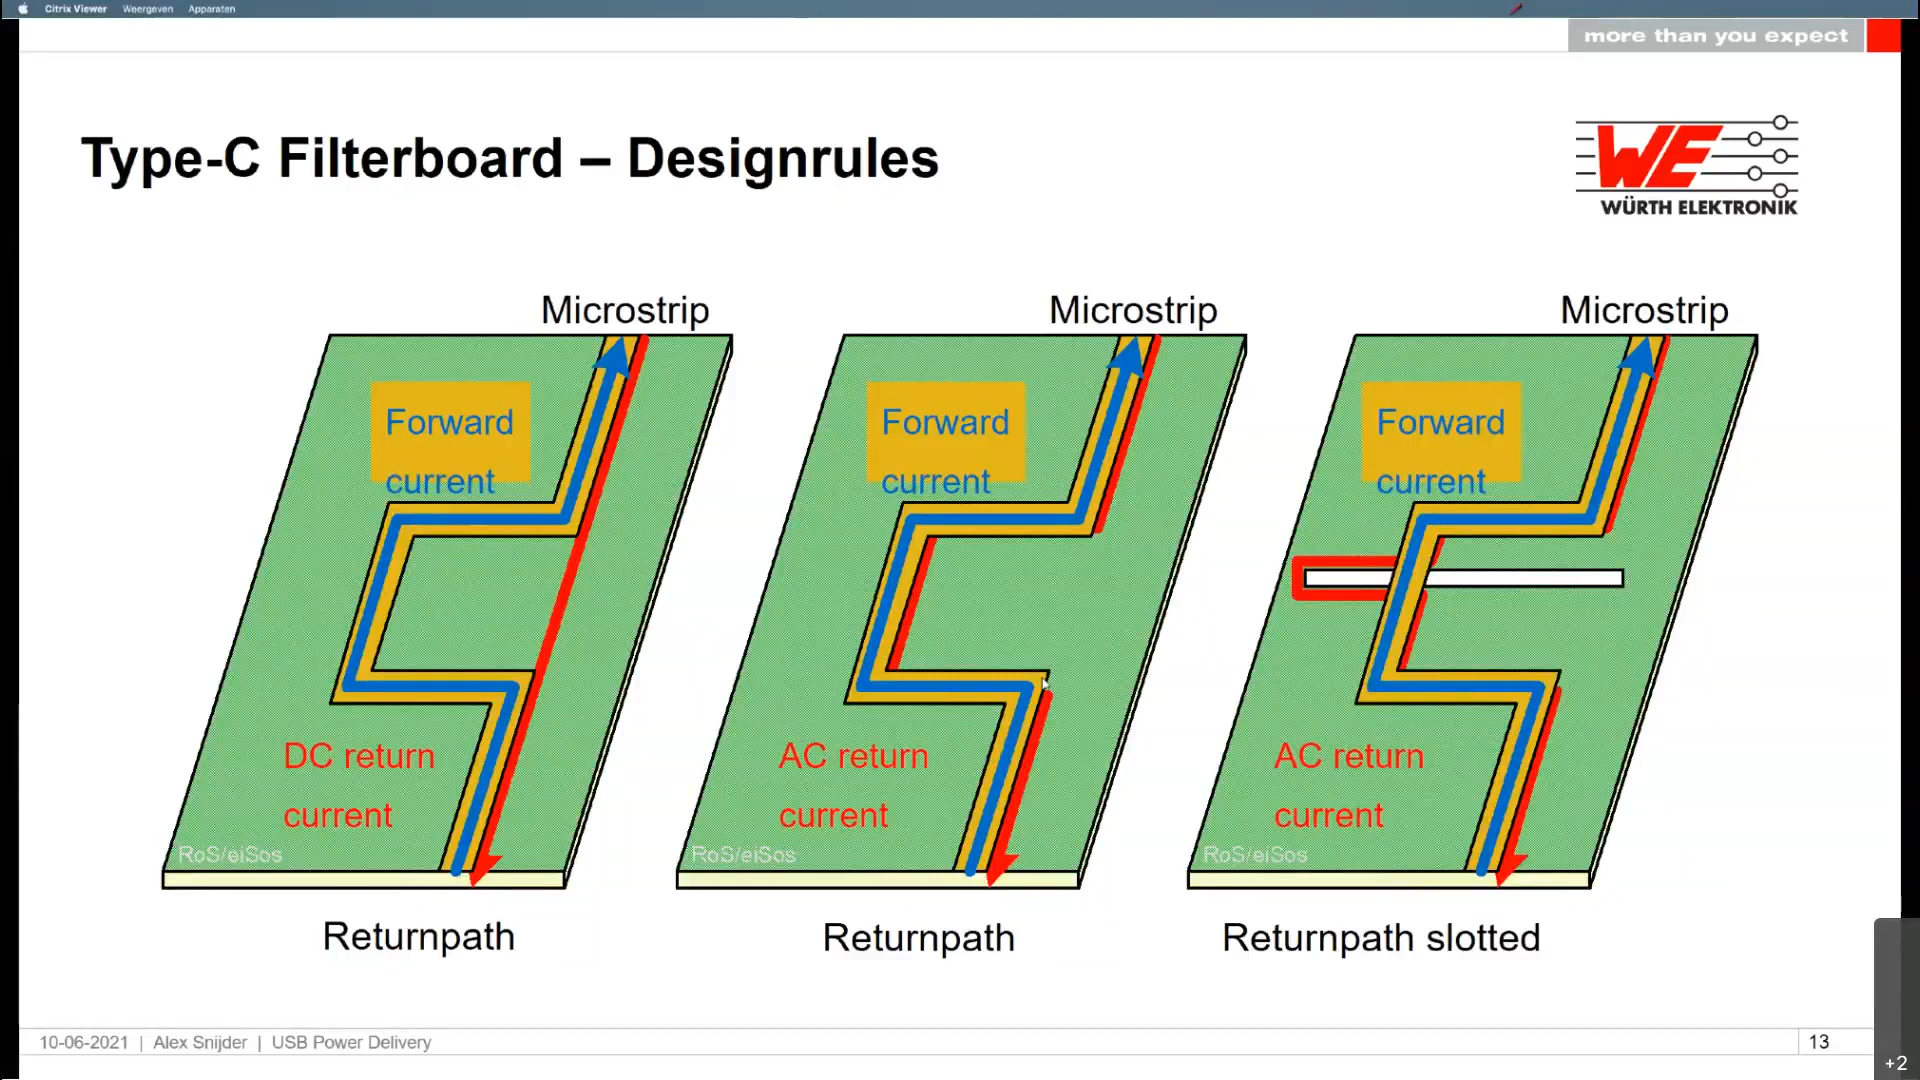 Citrix Viewer Weergeven Apparaten
more than you expect
Type-C Filterboard – Designrules
WE
WÜRTH ELEKTRONIK
Microstrip
Forward
current
DC return
current
RoS/eiSos
Returnpath
Microstrip
Forward
current
AC return
current
RoS/eiSos
Returnpath
Microstrip
Forward
current
AC return
current
RoS/eiSos
Returnpath slotted
10-06-2021 | Alex Snijder | USB Power Delivery
13
+2